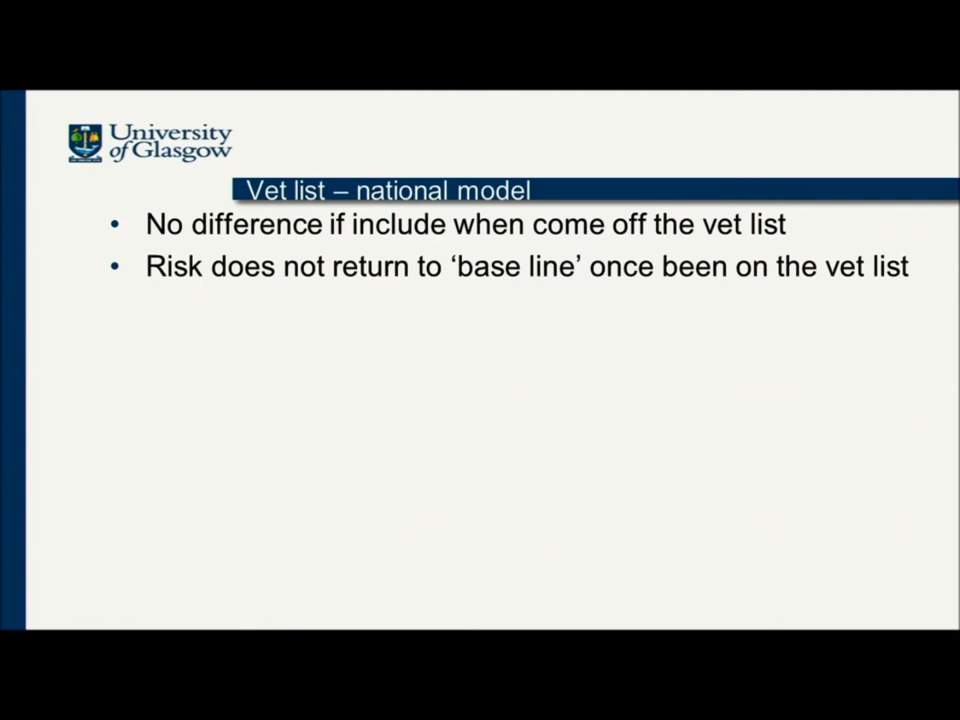 University
of Glasgow
Vet list – national model
• No difference if include when come off the vet list
• Risk does not return to ‘base line’ once been on the vet list